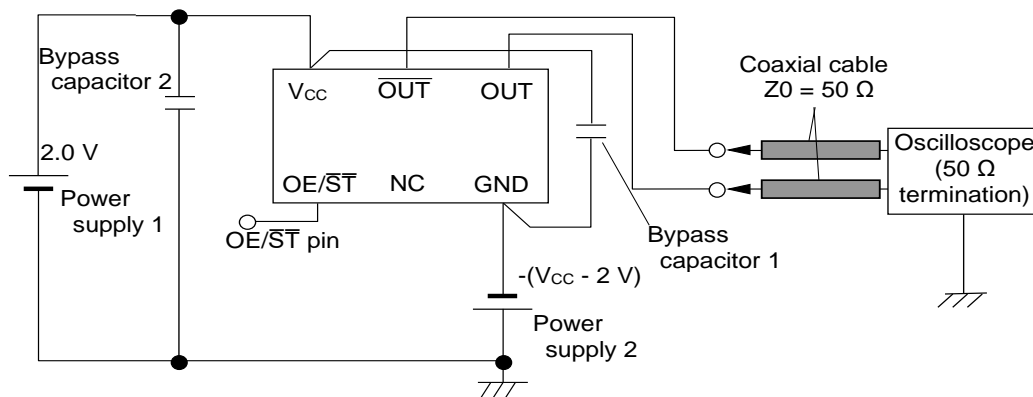 Bypass
capacitor 2
2.0 V
Power
supply 1
VCC
OUT
OUT
OE/ST
NC
GND
OE/ST pin
-(VCC - 2 V)
Power
supply 2
Bypass
capacitor 1
Coaxial cable
Z0 = 50 Ω
Oscilloscope
(50 Ω
termination)